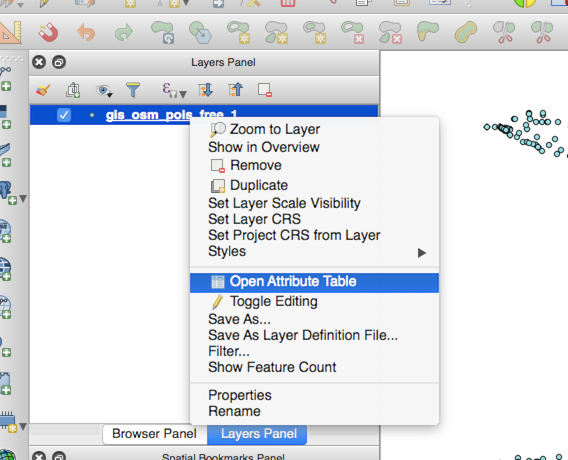 Layers Panel
gis_osm_pois_free_1
Zoom to Layer
Show in Overview
Remove
Duplicate
Set Layer Scale Visibility
Set Layer CRS
Set Project CRS from Layer
Styles
Open Attribute Table
Toggle Editing
Save As...
Save As Layer Definition File...
Filter...
Show Feature Count
Properties
Rename
Browser Panel
Layers Panel
Spatial Bookmarks Panel